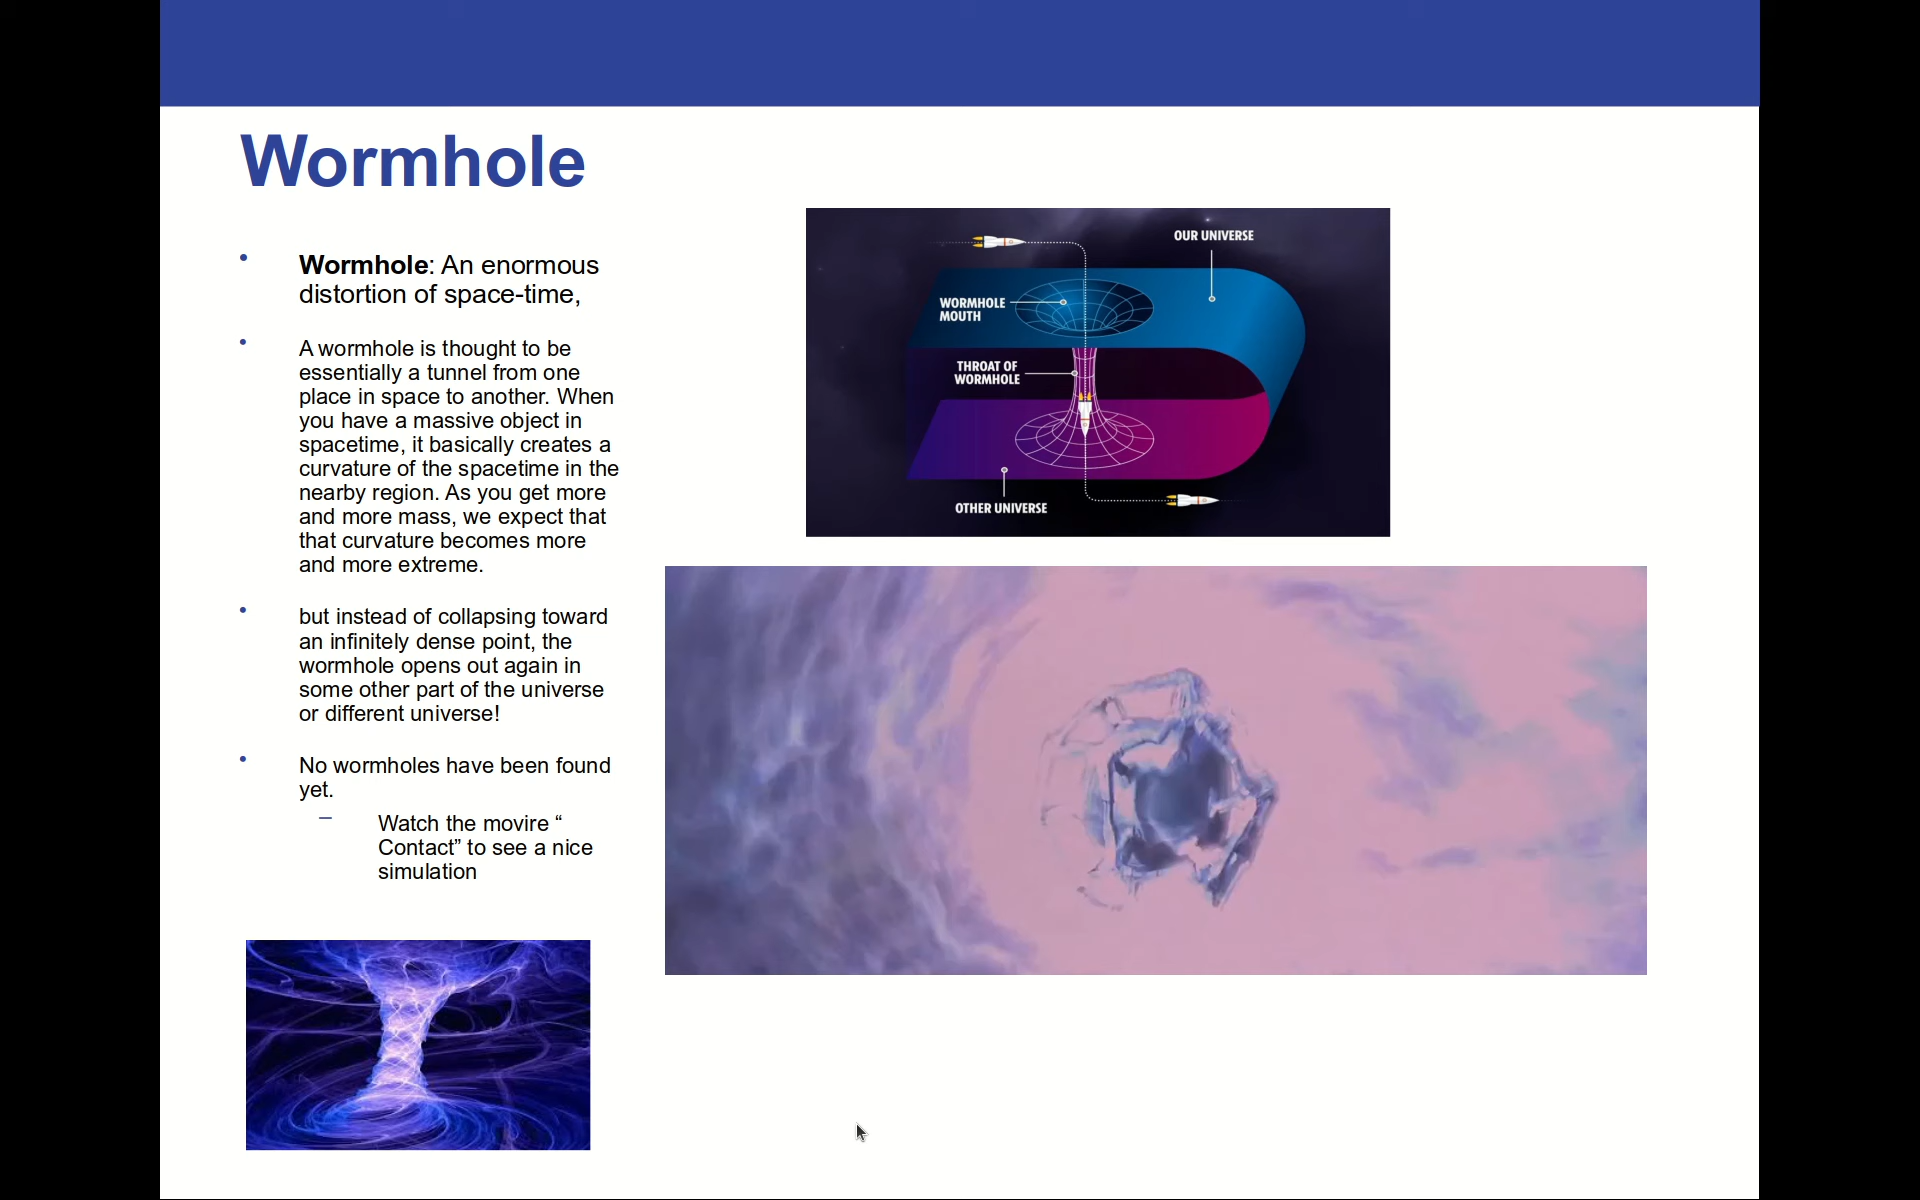 Wormhole
Wormhole: An enormous
distortion of space-time,
A wormhole is thought to be
essentially a tunnel from one
place in space to another. When
you have a massive object in
spacetime, it basically creates a
curvature of the spacetime in the
nearby region. As you get more
and more mass, we expect that
that curvature becomes more
and more extreme.
but instead of collapsing toward
an infinitely dense point, the
wormhole opens out again in
some other part of the universe
or different universe!
No wormholes have been found
yet.
Watch the movire “
Contact” to see a nice
simulation
OUR UNIVERSE
WORMHOLE
MOUTH
THROAT OF
WORMHOLE
OTHER UNIVERSE